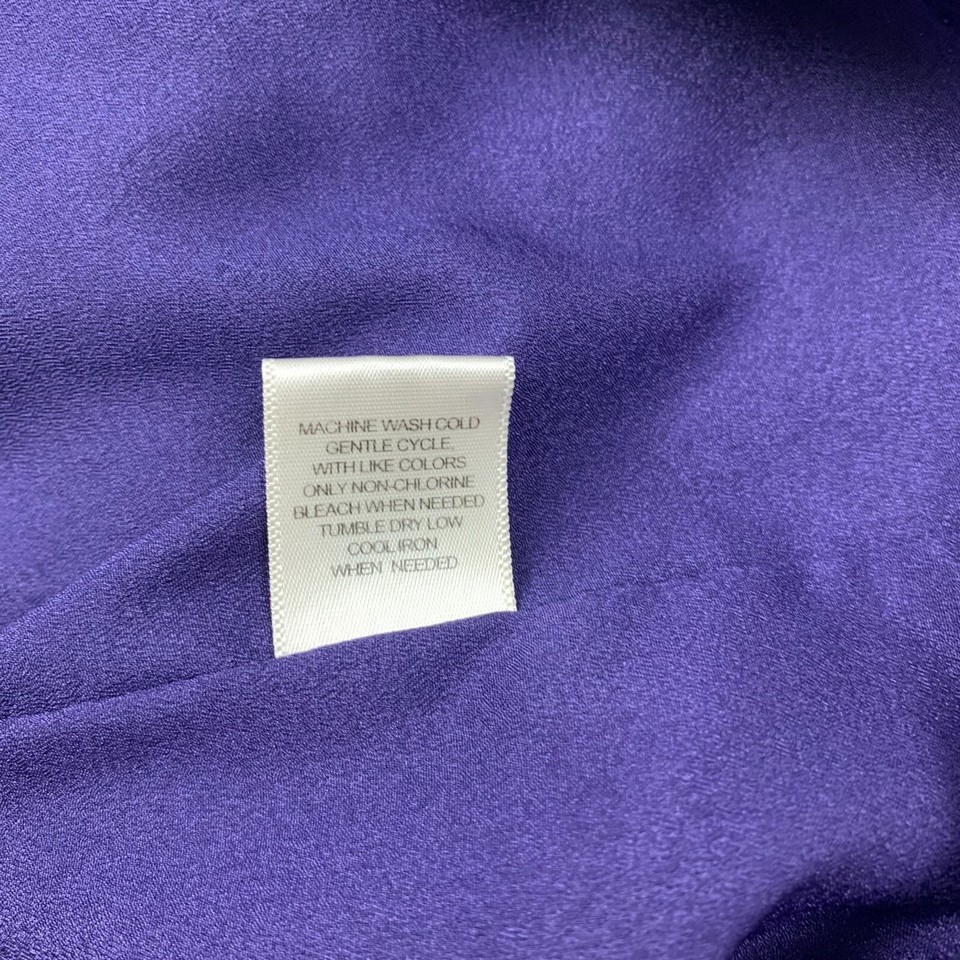 MACHINE WASH COLD
GENTLE CYCLE,
WITH LIKE COLORS
ONLY NON-CHLORINE
BLEACH WHEN NEEDED
TUMBLE DRY LOW
COOL IRON
WHEN NEEDED